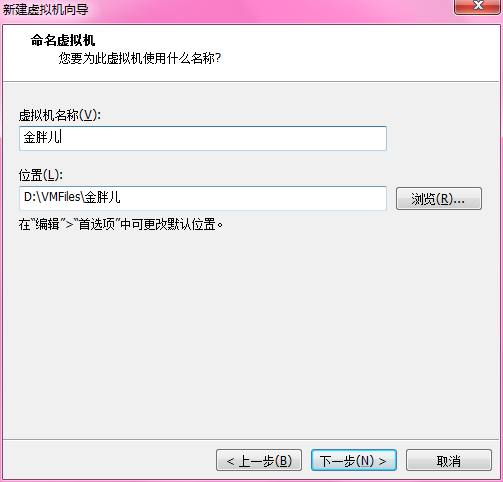 新建虚拟机向导
命名虚拟机
您要为此虚拟机使用什么名称?
虚拟机名称(V):
金胖儿
位置(L):
D:\VMFiles\金胖儿
浏览(R)...
在“编辑”>“首选项”中可更改默认位置。
< 上一步(B)
下一步(N) >
取消